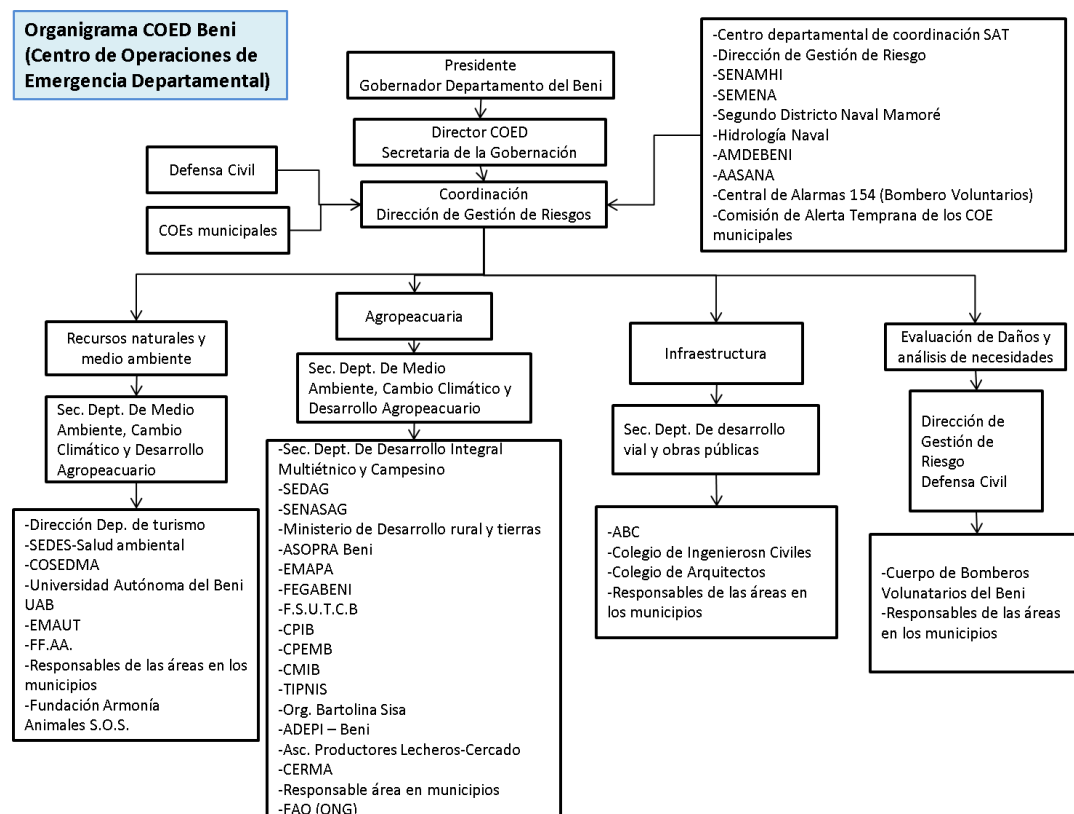 Organigrama COED Beni
(Centro de Operaciones de
Emergencia Departamental)
Presidente
Gobernador Departamento del Beni
Director COED
Secretaria de la Gobernación
Defensa Civil
COEs municipales
Coordinación
Dirección de Gestión de Riesgos
-Centro departamental de coordinación SAT
-Dirección de Gestión de Riesgo
-SENAMHI
-SEMENA
-Segundo Districto Naval Mamoré
-Hidrología Naval
-AMDEBENI
-AASANA
-Central de Alarmas 154 (Bombero Voluntarios)
-Comisión de Alerta Temprana de los COE
municipales
Recursos naturales y
medio ambiente
Sec. Dept. De Medio
Ambiente, Cambio
Climático y Desarrollo
Agropeacuario
-Dirección Dep. de turismo
-SEDES-Salud ambiental
-COSEDMA
-Universidad Autónoma del Beni
UAB
-EMAUT
-FF.AA.
-Responsables de las áreas en los
municipios
-Fundación Armonía
Animales S.O.S.
Agropeacuaria
Sec. Dept. De Medio
Ambiente, Cambio Climático y
Desarrollo Agropeacuario
-Sec. Dept. De Desarrollo Integral
Multiétnico y Campesino
-SEDAG
-SENASAG
-Ministerio de Desarrollo rural y tierras
-ASOPRA Beni
-EMAPA
-FEGABENI
-F.S.U.T.C.B
-CPIB
-CPEMB
-CMIB
-TIPNIS
-Org. Bartolina Sisa
-ADEPI – Beni
-Asc. Productores Lecheros-Cercado
-CERMA
-Responsable área en municipios
-FAO (ONG)
Infraestructura
Sec. Dept. De desarrollo
vial y obras públicas
-ABC
-Colegio de Ingenierosn Civiles
-Colegio de Arquitectos
-Responsables de las áreas en
los municipios
Evaluación de Daños y
análisis de necesidades
Dirección de
Gestión de
Riesgo
Defensa Civil
-Cuerpo de Bomberos
Volunatarios del Beni
-Responsables de las áreas
en los municipios